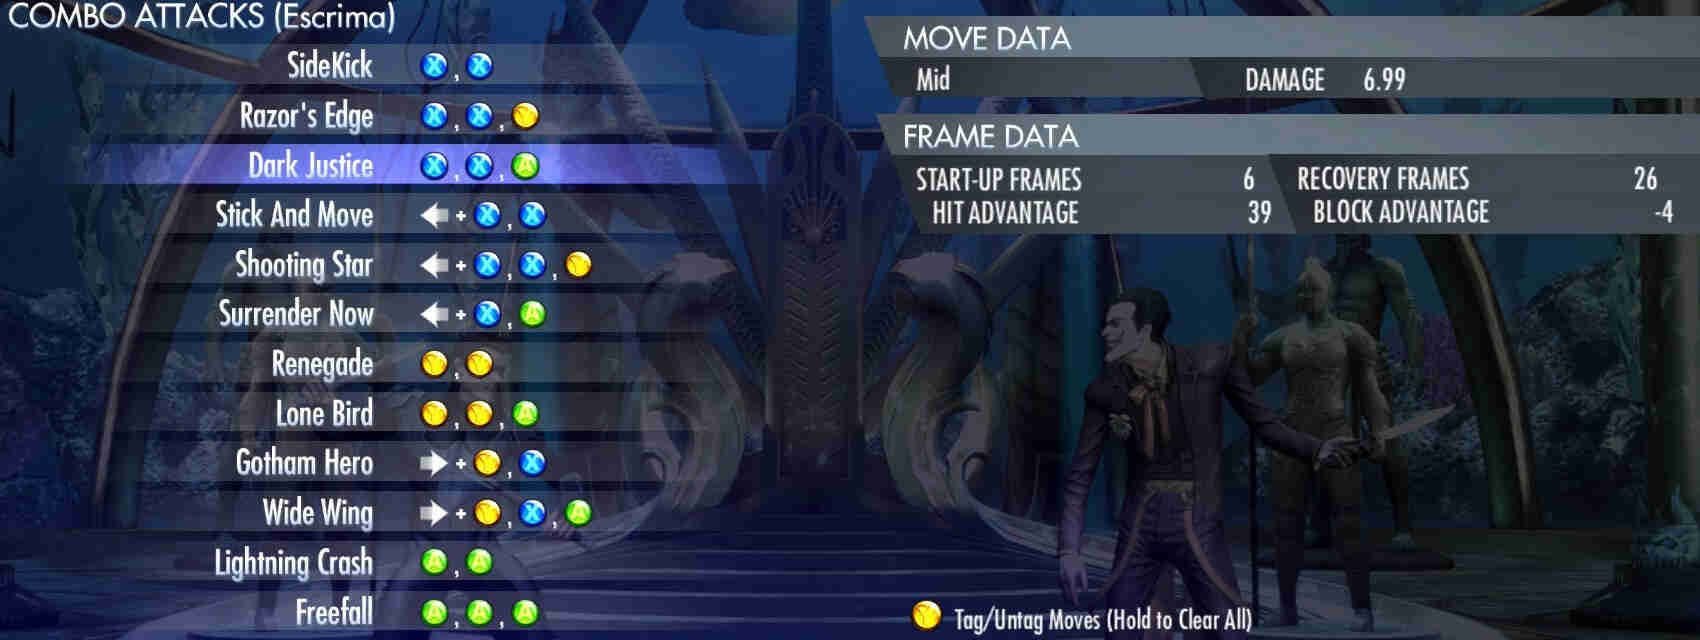 COMBO ATTACKS (Escrima)
SideKick X, X
Razor's Edge X, X, Y
Dark Justice X, X, A
Stick And Move + X, X
Shooting Star + X, X, Y
Surrender Now + X, A
Renegade Y, Y
Lone Bird Y, Y, A
Gotham Hero + Y, X
Wide Wing + Y, X, A
Lightning Crash A, A
Freefall A, A, A
MOVE DATA
Mid DAMAGE 6.99
FRAME DATA
START-UP FRAMES 6 RECOVERY FRAMES 26
HIT ADVANTAGE 39 BLOCK ADVANTAGE -4
Y Tag/Untag Moves (Hold to Clear All)